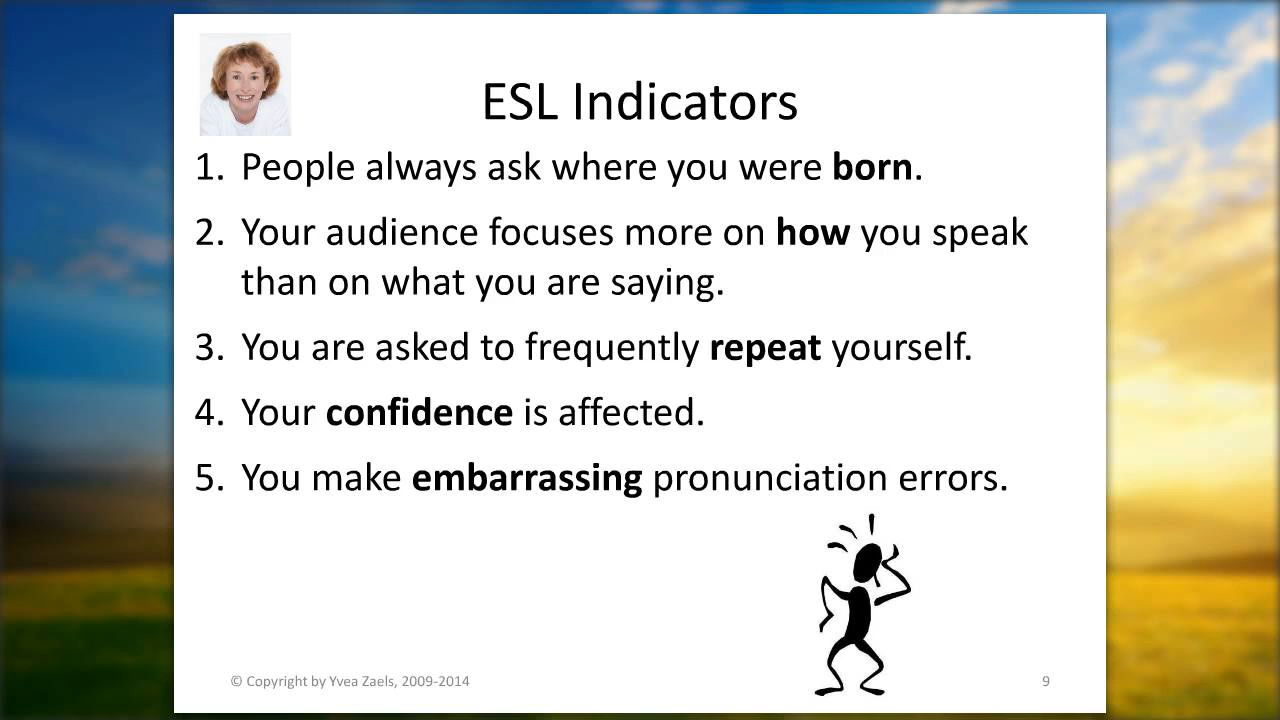 ESL Indicators
1. People always ask where you were born.
2. Your audience focuses more on how you speak
than on what you are saying.
3. You are asked to frequently repeat yourself.
4. Your confidence is affected.
5. You make embarrassing pronunciation errors.
© Copyright by Yvea Zaels, 2009-2014
9